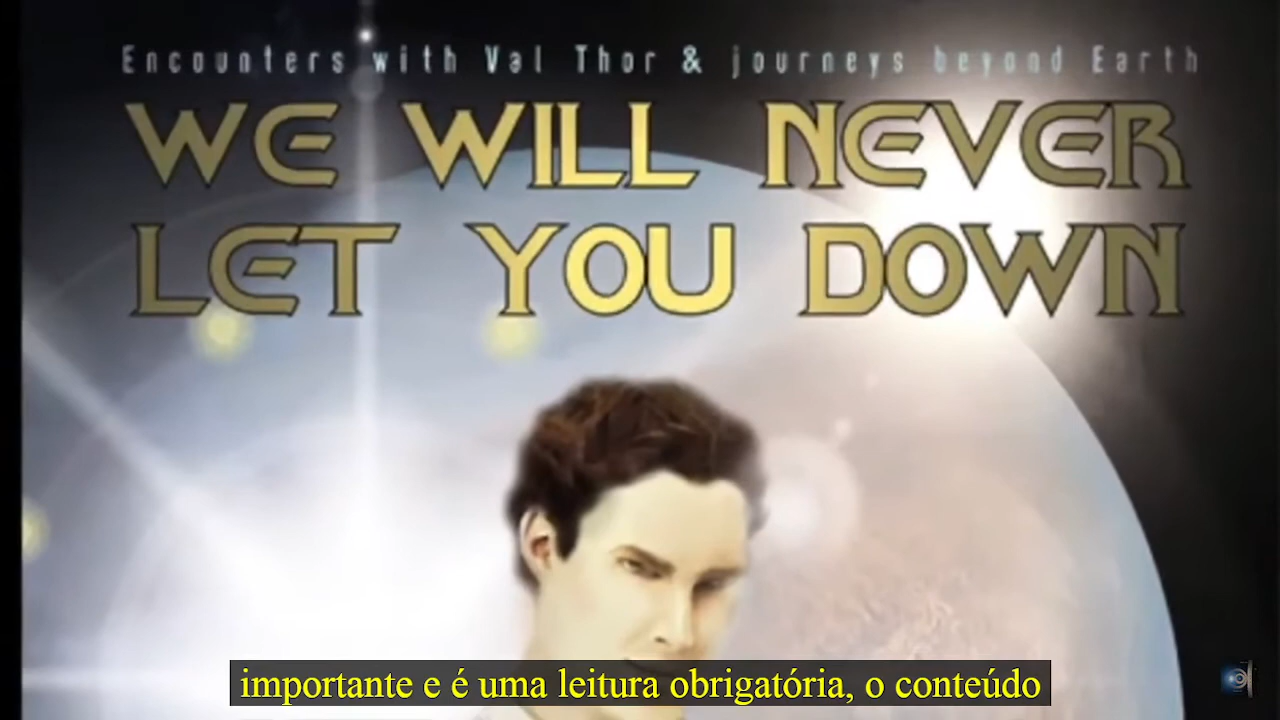 Encounters with Val Thor & journeys beyond Earth
WE WILL NEVER
LET YOU DOWN
importante e é uma leitura obrigatória, o conteúdo